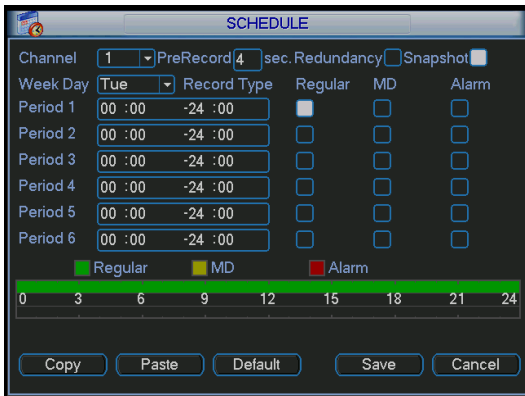 SCHEDULE
Channel 1 PreRecord 4 sec. Redundancy Snapshot
Week Day Tue Record Type Regular MD Alarm
Period 1 00 :00 -24 :00
Period 2 00 :00 -24 :00
Period 3 00 :00 -24 :00
Period 4 00 :00 -24 :00
Period 5 00 :00 -24 :00
Period 6 00 :00 -24 :00
Regular MD Alarm
0 3 6 9 12 15 18 21 24
Copy Paste Default Save Cancel